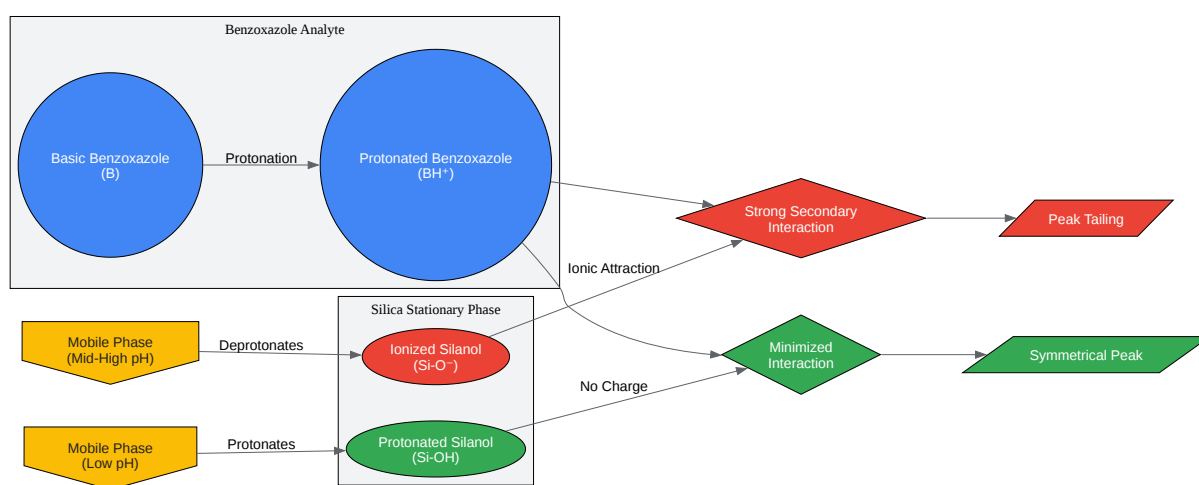 Benzoxazole Analyte
Basic Benzoxazole
(B)
Protonation
Protonated Benzoxazole
(BH⁺)
Strong Secondary
Interaction
Peak Tailing
Ionic Attraction
Silica Stationary Phase
Mobile Phase
(Mid-High pH)
Deprotonates
Ionized Silanol
(Si-O⁻)
Minimized
Interaction
Symmetrical Peak
No Charge
Mobile Phase
(Low pH)
Protonates
Protonated Silanol
(Si-OH)